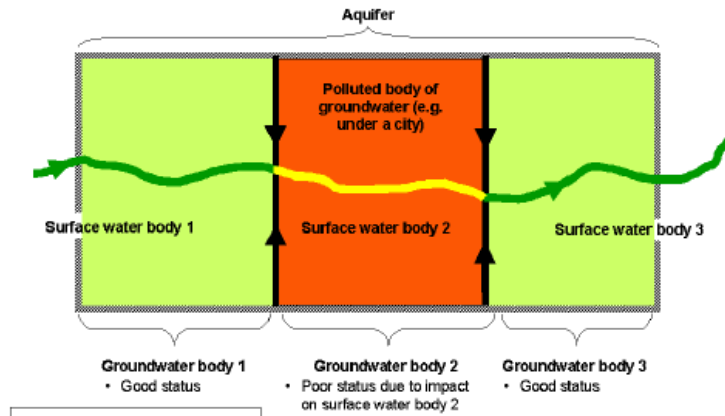 Aquifer
Polluted body of
groundwater (e.g.
under a city)
Surface water body 1
Surface water body 2
Surface water body 3
Groundwater body 1
• Good status
Groundwater body 2
• Poor status due to impact
on surface water body 2
Groundwater body 3
• Good status